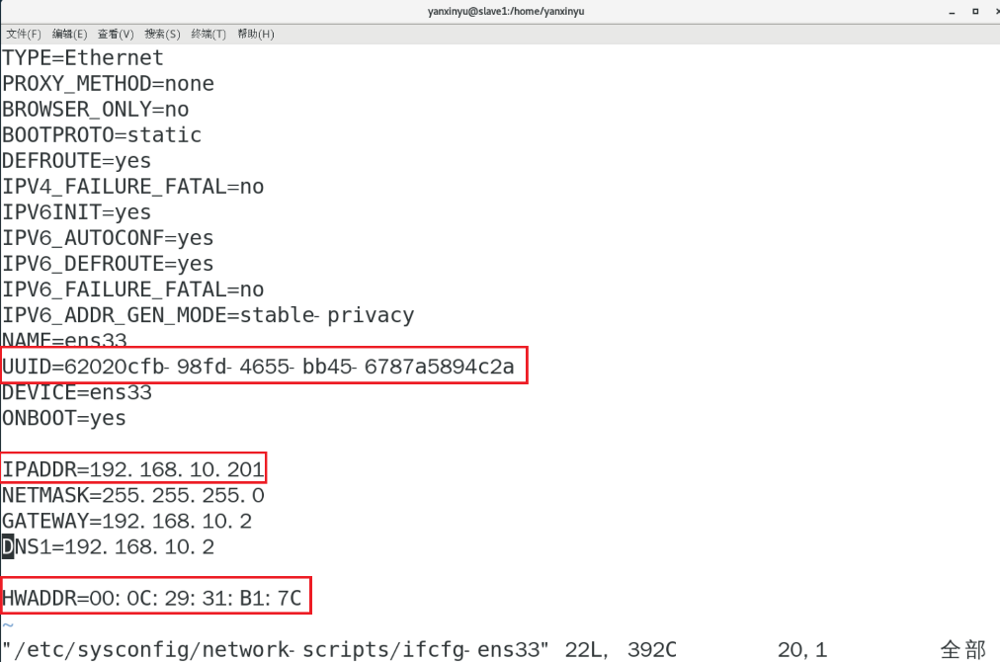 yanxinyu@slave1:/home/yanxinyu
文件(F) 编辑(E) 查看(V) 搜索(S) 终端(T) 帮助(H)
TYPE=Ethernet
PROXY_METHOD=none
BROWSER_ONLY=no
BOOTPROTO=static
DEFROUTE=yes
IPV4_FAILURE_FATAL=no
IPV6INIT=yes
IPV6_AUTOCONF=yes
IPV6_DEFROUTE=yes
IPV6_FAILURE_FATAL=no
IPV6_ADDR_GEN_MODE=stable-privacy
NAME=ens33
UUID=62020cfb-98fd-4655-bb45-6787a5894c2a
DEVICE=ens33
ONBOOT=yes
IPADDR=192.168.10.201
NETMASK=255.255.255.0
GATEWAY=192.168.10.2
DNS1=192.168.10.2
HWADDR=00:0C:29:31:B1:7C
~
"/etc/sysconfig/network-scripts/ifcfg-ens33" 22L, 392C 20,1 全部